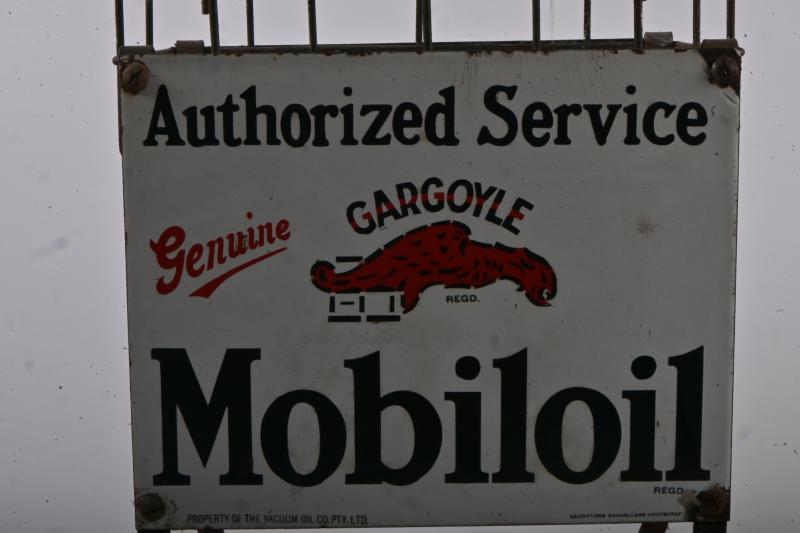 Authorized Service
GARGOYLE
Genuine
REGD.
Mobiloil
REGD.
PROPERTY OF THE VACUUM OIL CO. PTY. LTD.